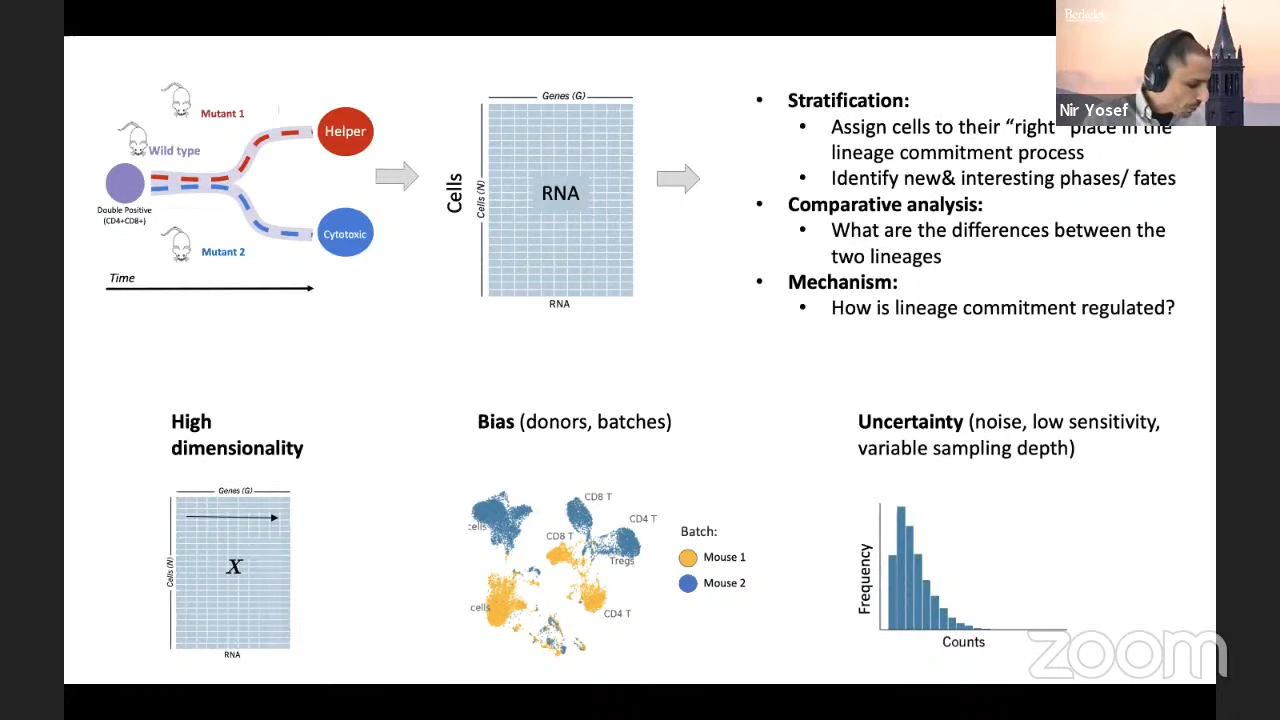 Berkeley
Nir Yosef
Mutant 1
Wild type
Helper
Double Positive
(CD4+CD8+)
Cytotoxic
Mutant 2
Time
Genes (G)
Cells
Cells (N)
RNA
RNA
• Stratification:
• Assign cells to their “right” place in the
lineage commitment process
• Identify new& interesting phases/ fates
• Comparative analysis:
• What are the differences between the
two lineages
• Mechanism:
• How is lineage commitment regulated?
High
dimensionality
Genes (G)
Cells (N)
X
RNA
Bias (donors, batches)
CD8 T
CD4 T
cells
CD8 T
Tregs
cells
CD4 T
Batch:
Mouse 1
Mouse 2
Uncertainty (noise, low sensitivity,
variable sampling depth)
Frequency
Counts
zoom